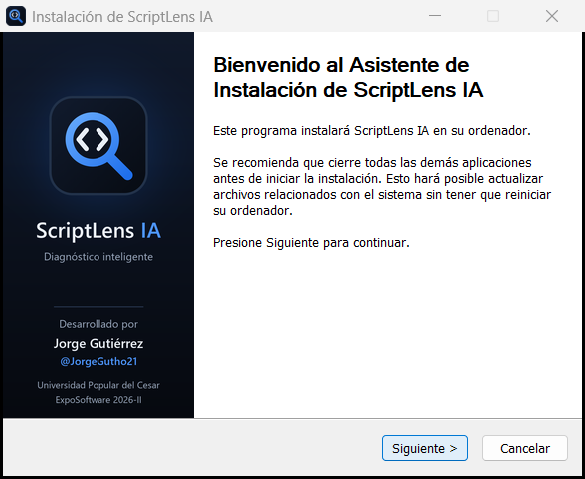 Instalación de ScriptLens IA
ScriptLens IA
Diagnóstico inteligente
Desarrollado por
Jorge Gutiérrez
@JorgeGutho21
Universidad Popular del Cesar
ExpoSoftware 2026-II
Bienvenido al Asistente de
Instalación de ScriptLens IA
Este programa instalará ScriptLens IA en su ordenador.
Se recomienda que cierre todas las demás aplicaciones
antes de iniciar la instalación. Esto hará posible actualizar
archivos relacionados con el sistema sin tener que reiniciar
su ordenador.
Presione Siguiente para continuar.
Siguiente >
Cancelar